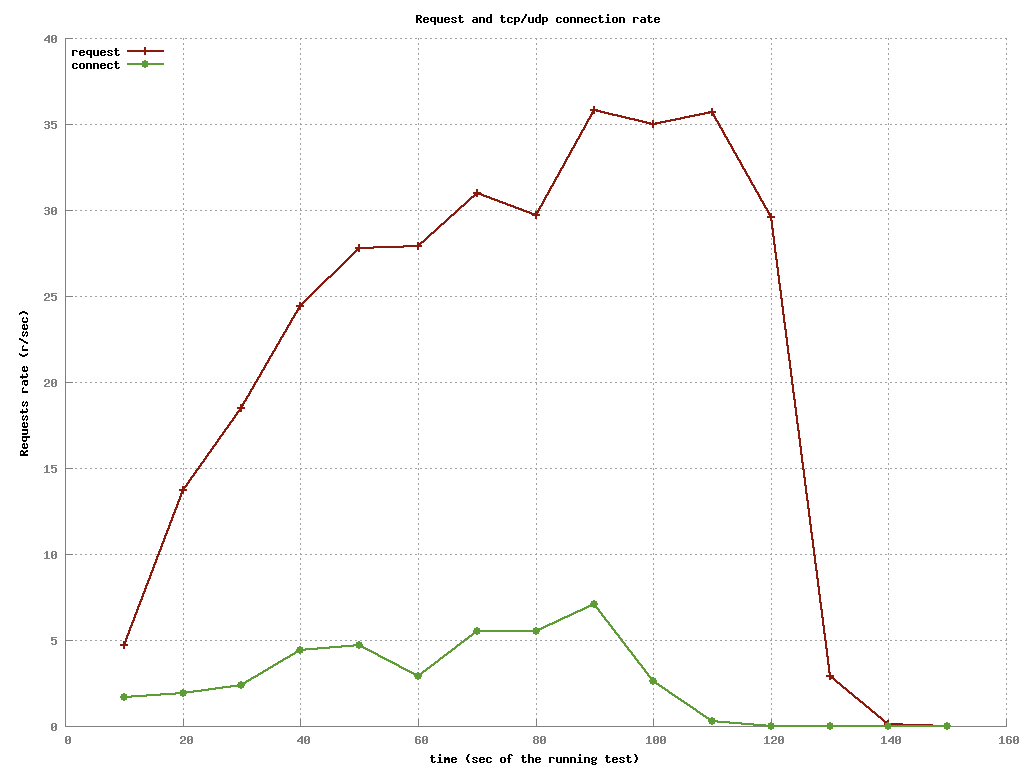 Request and tcp/udp connection rate
40
request
connect
35
30
25
20
15
10
5
0
Requests rate (r/sec)
0 20 40 60 80 100 120 140 160
time (sec of the running test)